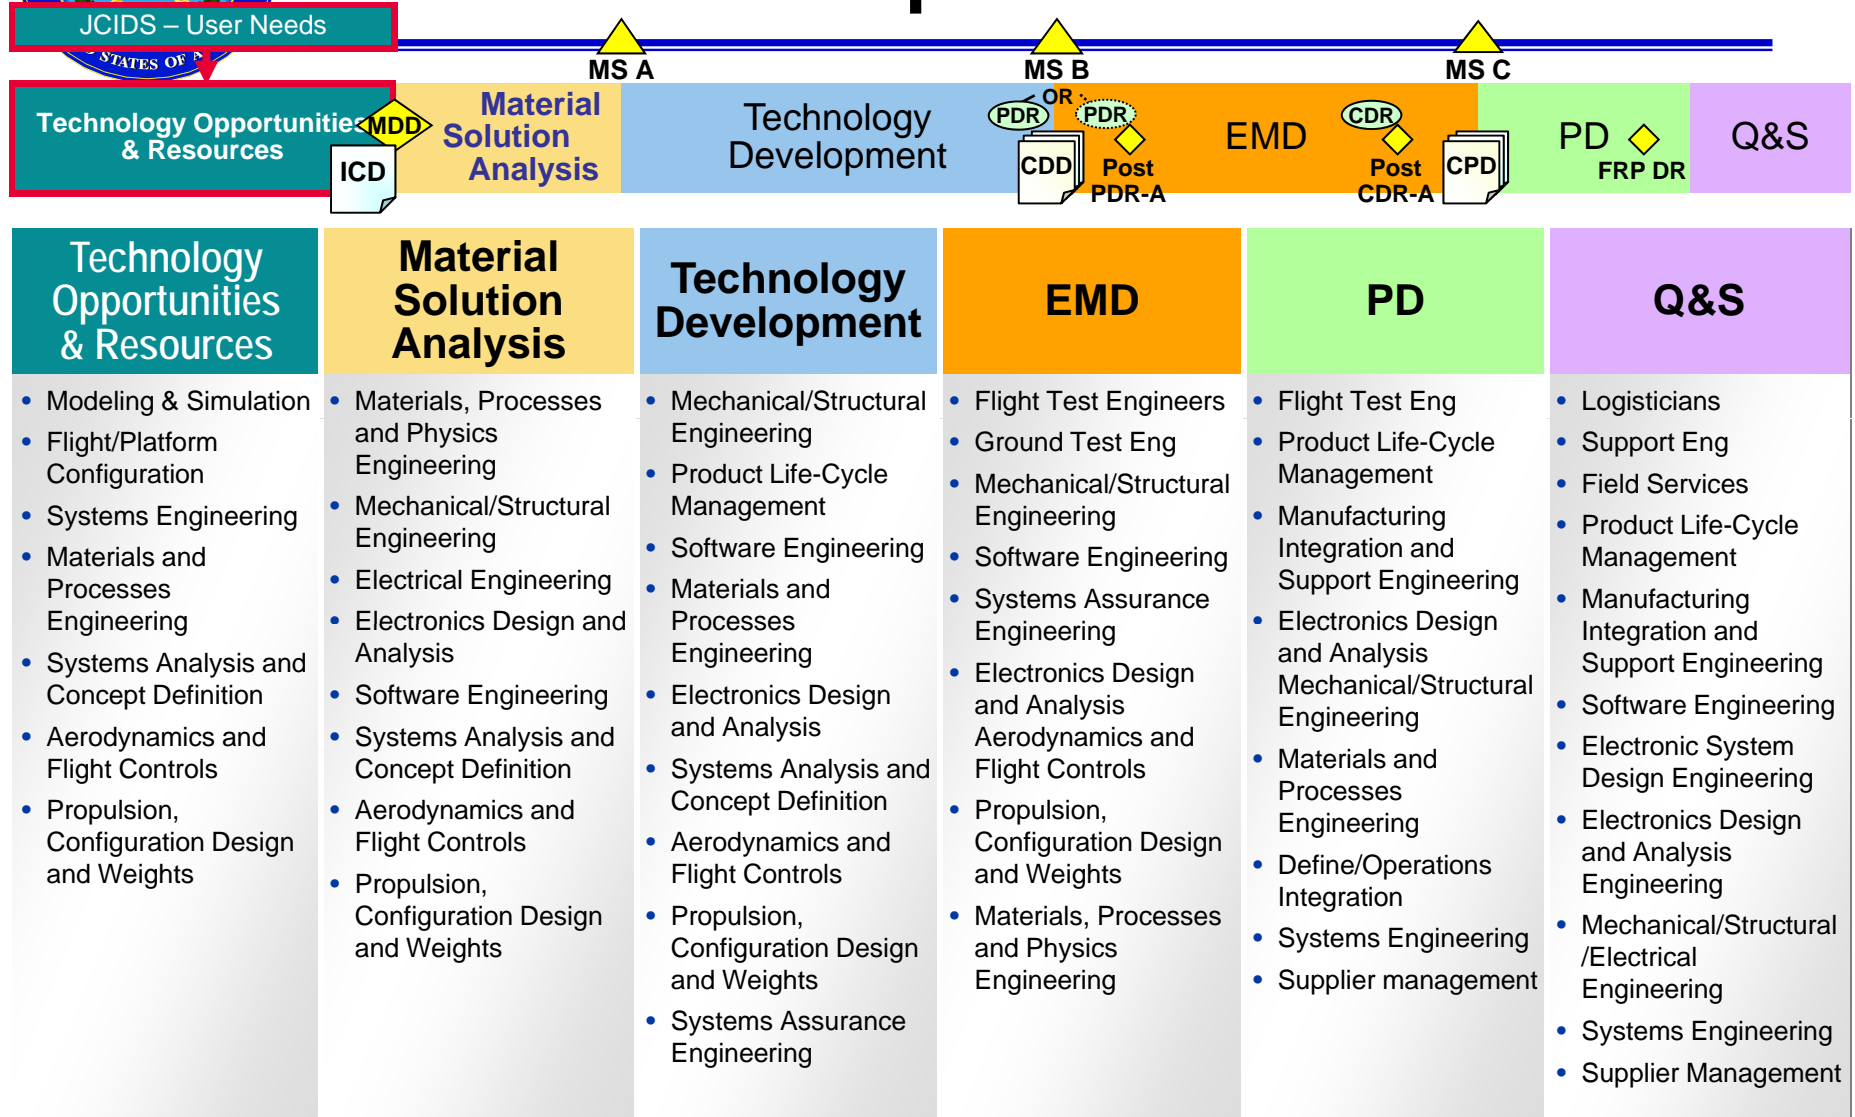 JCIDS – User Needs
STATES OF A
MS A
MS B
MS C
Technology Opportunities
& Resources
MDD
ICD
Material
Solution
Analysis
Technology
Development
PDR
OR
PDR
CDD
Post
PDR-A
EMD
CDR
Post
CDR-A
CPD
PD
FRP DR
Q&S
Technology
Opportunities
& Resources
• Modeling & Simulation
• Flight/Platform
Configuration
• Systems Engineering
• Materials and
Processes
Engineering
• Systems Analysis and
Concept Definition
• Aerodynamics and
Flight Controls
• Propulsion,
Configuration Design
and Weights
Material
Solution
Analysis
• Materials, Processes
and Physics
Engineering
• Mechanical/Structural
Engineering
• Electrical Engineering
• Electronics Design and
Analysis
• Software Engineering
• Systems Analysis and
Concept Definition
• Aerodynamics and
Flight Controls
• Propulsion,
Configuration Design
and Weights
Technology
Development
• Mechanical/Structural
Engineering
• Product Life-Cycle
Management
• Software Engineering
• Materials and
Processes
Engineering
• Electronics Design
and Analysis
• Systems Analysis and
Concept Definition
• Aerodynamics and
Flight Controls
• Propulsion,
Configuration Design
and Weights
• Systems Assurance
Engineering
EMD
• Flight Test Engineers
• Ground Test Eng
• Mechanical/Structural
Engineering
• Software Engineering
• Systems Assurance
Engineering
• Electronics Design
and Analysis
Aerodynamics and
Flight Controls
• Propulsion,
Configuration Design
and Weights
• Materials, Processes
and Physics
Engineering
PD
• Flight Test Eng
• Product Life-Cycle
Management
• Manufacturing
Integration and
Support Engineering
• Electronics Design
and Analysis
Mechanical/Structural
Engineering
• Materials and
Processes
Engineering
• Define/Operations
Integration
• Systems Engineering
• Supplier management
Q&S
• Logisticians
• Support Eng
• Field Services
• Product Life-Cycle
Management
• Manufacturing
Integration and
Support Engineering
• Software Engineering
• Electronic System
Design Engineering
• Electronics Design
and Analysis
Engineering
• Mechanical/Structural
/Electrical
Engineering
• Systems Engineering
• Supplier Management